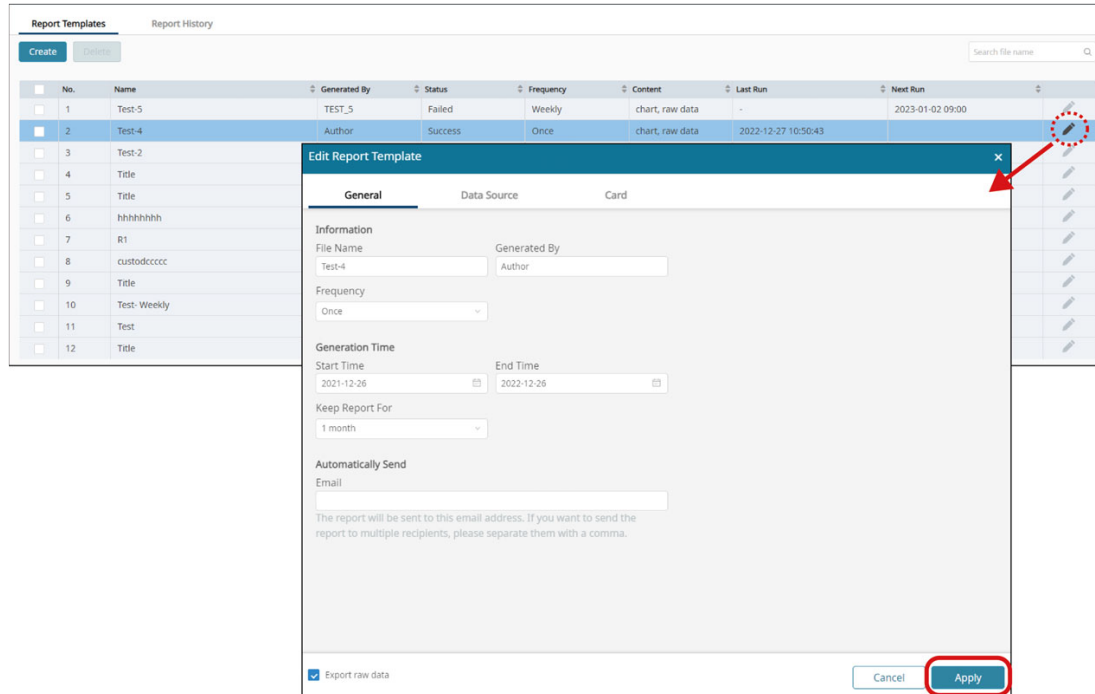 Report Templates Report History
Create Delete Search file name
No. Name Generated By Status Frequency Content Last Run Next Run
1 Test-5 TEST_5 Failed Weekly chart, raw data - 2023-01-02 09:00
2 Test-4 Author Success Once chart, raw data 2022-12-27 10:50:43
3 Test-2
4 Title
5 Title
6 hhhhhhhh
7 R1
8 custodccccc
9 Title
10 Test- Weekly
11 Test
12 Title
Edit Report Template ×
General Data Source Card
Information
File Name Generated By
Test-4 Author
Frequency
Once
Generation Time
Start Time End Time
2021-12-26 2022-12-26
Keep Report For
1 month
Automatically Send
Email
The report will be sent to this email address. If you want to send the
report to multiple recipients, please separate them with a comma.
Export raw data Cancel Apply